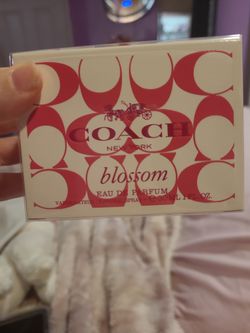 COACH
NEW YORK
blossom
EAU DE PARFUM